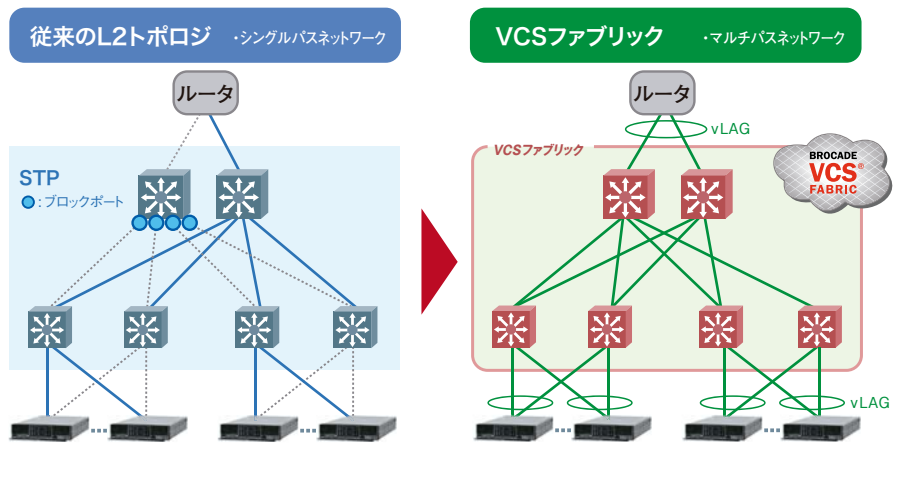 従来のL2トポロジ ・シングルパスネットワーク
ルータ
STP
：ブロックポート
VCSファブリック ・マルチパスネットワーク
ルータ
vLAG
VCSファブリック
BROCADE
VCS®
FABRIC
vLAG